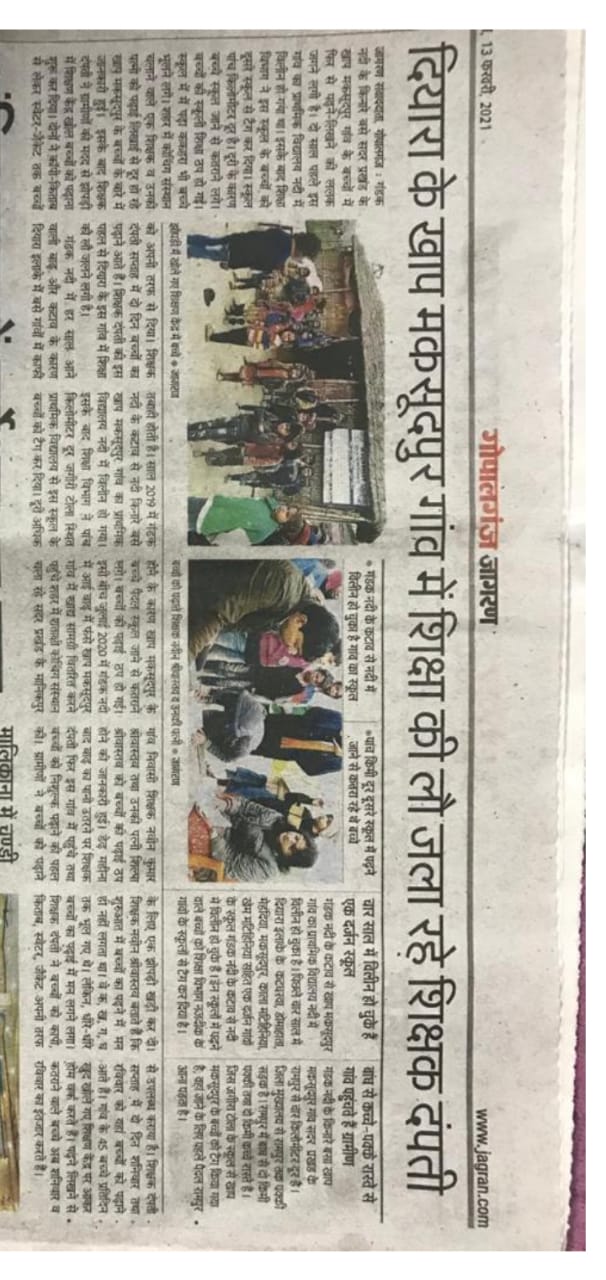 , 13 फरवरी, 2021
गोपालगंज जागरण
www.jagran.com
दियारा के खाप मकसूदपुर गांव में शिक्षा की लौ जला रहे शिक्षक दंपती
जागरण संवाददाता, गोपालगंज : गंडक
नदी के किनारे बसे सदर प्रखंड के
खाप मकसूदपुर गांव के बच्चों में
फिर से पढ़ने-लिखने की ललक
जगने लगी है। दो साल पहले इस
गांव का प्राथमिक विद्यालय नदी में
विलीन हो गया था। इसके बाद शिक्षा
विभाग ने इस स्कूल के बच्चों को
दूसरे स्कूल से टैग कर दिया। स्कूल
पांच किलोमीटर दूर है। दूरी के कारण
बच्चे स्कूल जाने से कतराने लगे।
बच्चों की स्कूली शिक्षा ठप हो गई।
स्कूल में में पढ़ा ककहरा भी बच्चे
भूलने लगे। शहर में कोचिंग संस्थान
चलाने वाले एक शिक्षक व उनकी
पत्नी को पढ़ाई लिखाई से दूर हो रहे
खाप मकसूदपुर के बच्चों के बारे में
जानकारी हुई। इसके बाद शिक्षक
दंपती ने ग्रामीणों की मदद से झोपड़ी
में शिक्षण केंद्र खोल बच्चों को पढ़ाना
शुरू कर दिया। दोनों ने कॉपी-किताब
से लेकर स्वेटर-जैकेट तक बच्चों
झोपड़ी में खोले गए शिक्षण केंद्र में बच्चे ● जागरण
को अपनी तरफ से दिया। शिक्षक
दंपती सप्ताह में दो दिन बच्चों को
पढ़ाने आते हैं। शिक्षक दंपती की इस
पहल से दियारा के इस गांव में शिक्षा
की लौ जलने लगी है।
गंडक नदी में हर साल आने
वाली बाढ़ और कटाव के कारण
दियारा इलाके में बसे गांवों में काफी
तबाही होती है। साल 2019 में गंडक
नदी के कटाव से नदी किनारे बसे
खाप मकसूदपुर गांव का प्राथमिक
विद्यालय नदी में विलीन हो गया।
इसके बाद शिक्षा विभाग ने पांच
किलोमीटर दूर जगीरी टोला स्थित
प्राथमिक विद्यालय से इस स्कूल के
बच्चों को टैग कर दिया। दूरी अधिक
● गंडक नदी के कटाव से नदी में
विलीन हो चुका है गांव का स्कूल
●पांच किमी दूर दूसरे स्कूल में पढ़ने
जाने से कतरा रहे थे बच्चे
बच्चों को पढ़ाते शिक्षक नवीन श्रीवास्तव व उनकी पत्नी ● जागरण
होने के कारण खाप मकसूदपुर के
बच्चे पैदल स्कूल जाने से कतराने
लगे। बच्चों की पढ़ाई ठप हो गई।
इसी बीच जुलाई 2020 में गंडक नदी
में आई बाढ़ में फंसे खाप मकसूदपुर
गांव में खाद्य सामग्री वितरित करने
पहुंचे शहर में शताक्षी कोचिंग संस्थान
चला रहे सदर प्रखंड के मानिकपुर
गांव निवासी शिक्षक नवीन कुमार
श्रीवास्तव तथा उनकी पत्नी शिल्पा
श्रीवास्तव को बच्चों की पढ़ाई ठप
होने की जानकारी हुई। डेढ़ महीना
बाद बाढ़ का पानी उतरने पर शिक्षक
दंपती फिर इस गांव में पहुंचे तथा
बच्चों को निशुल्क पढ़ाने की पहल
की। ग्रामीणों ने बच्चों को पढ़ाने
चार साल में विलीन हो चुके हैं
एक दर्जन स्कूल
गंडक नदी के कटाव से खाप मकसूदपुर
गांव का प्राथमिक विद्यालय नदी में
विलीन हो चुका है। पिछले चार साल में
दियारा इलाके के कटघरवा, डोमाहाता,
मेहदिया, मकसूदपुर, काला मटिहिनिया,
खेम मटिहिनिया सहित एक दर्जन गांवों
के स्कूल गंडक नदी के कटाव से नदी
में विलीन हो चुके हैं। इन स्कूलों में पढ़ने
वाले बच्चों को शिक्षा विभाग नजदीक के
गांवों के स्कूलों से टैग कर दिया है।
के लिए एक झोपड़ी खड़ी कर दी।
शिक्षक नवीन श्रीवास्तव बताते हैं कि
शुरुआत में बच्चों का पढ़ने में मन
ही नहीं लगता था। वे क, ख, ग, घ
तक भूल गए थे। लेकिन, धीरे-धीरे
बच्चों का पढ़ाई में मन लगने लगा।
शिक्षक दंपती ने बच्चों को कापी,
किताब, स्वेटर, जैकेट अपनी तरफ
बांध से कच्चे-पक्के रास्ते से
गांव पहुंचते हैं ग्रामीण
गंडक नदी के किनारे बसा खाप
मकसूदपुर गांव सदर प्रखंड के
रामपुर से चार किलोमीटर दूर है।
जिला मुख्यालय से रामपुर तक पक्की
सड़क है। रामपुर में बांध से दो किमी
पक्की तथा दो किमी कच्चे रास्ते है।
जिस जगीरी टोला के स्कूल से खाप
मकसूदपुर के बच्चों को टैग किया गया
है, वहां जाने के लिए पहले पैदल रामपुर
आना पड़ता है।
से उपलब्ध कराया है। शिक्षक दंपती
सप्ताह में दो दिन शनिवार तथा
रविवार को यहां बच्चों को पढ़ाने
आते हैं। गांव के 45 बच्चे प्रतिदिन
खुद खोले गए शिक्षण केंद्र पर आकर
होम वर्क करते हैं। पढ़ने लिखने से
कतराने वाले बच्चे अब शनिवार व
रविवार का इंतजार करते हैं।
मालिकाना में चण्डी